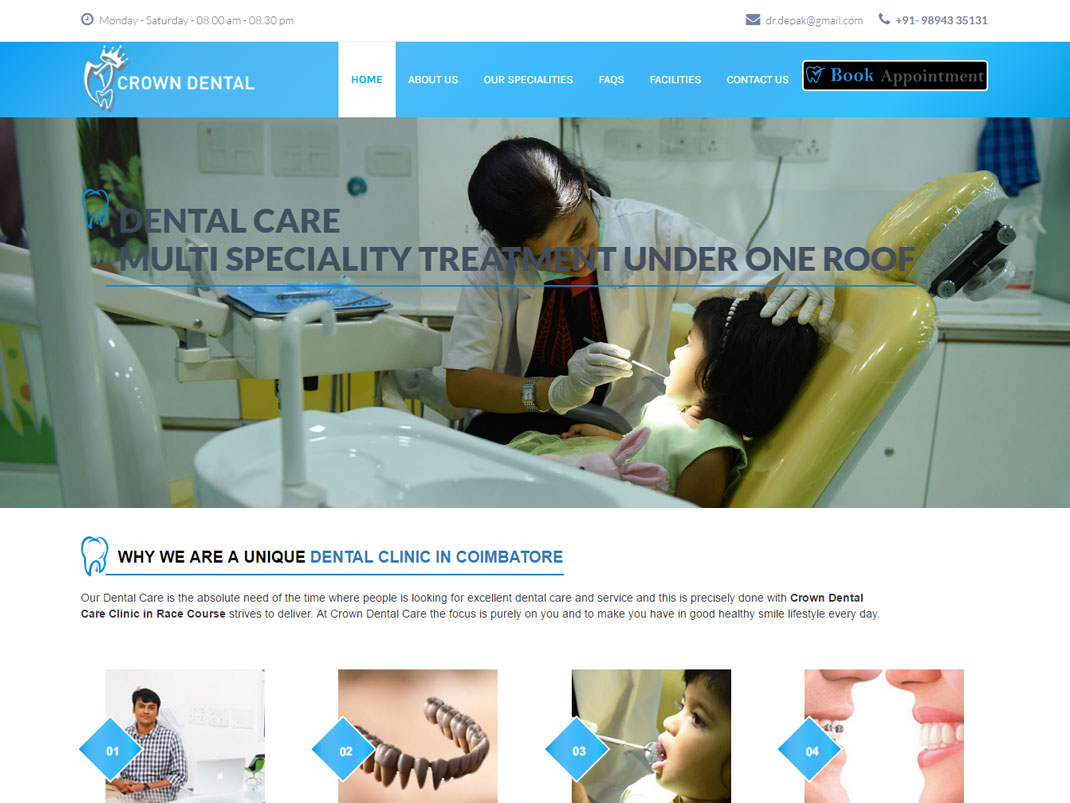 Monday - Saturday - 08.00 am - 08.30 pm
dr.depak@gmail.com
+91- 98943 35131
CROWN DENTAL
HOME
ABOUT US
OUR SPECIALITIES
FAQS
FACILITIES
CONTACT US
Book Appointment
DENTAL CARE
MULTI SPECIALITY TREATMENT UNDER ONE ROOF
WHY WE ARE A UNIQUE DENTAL CLINIC IN COIMBATORE
Our Dental Care is the absolute need of the time where people is looking for excellent dental care and service and this is precisely done with Crown Dental
Care Clinic in Race Course strives to deliver. At Crown Dental Care the focus is purely on you and to make you have in good healthy smile lifestyle every day.
01
02
03
04